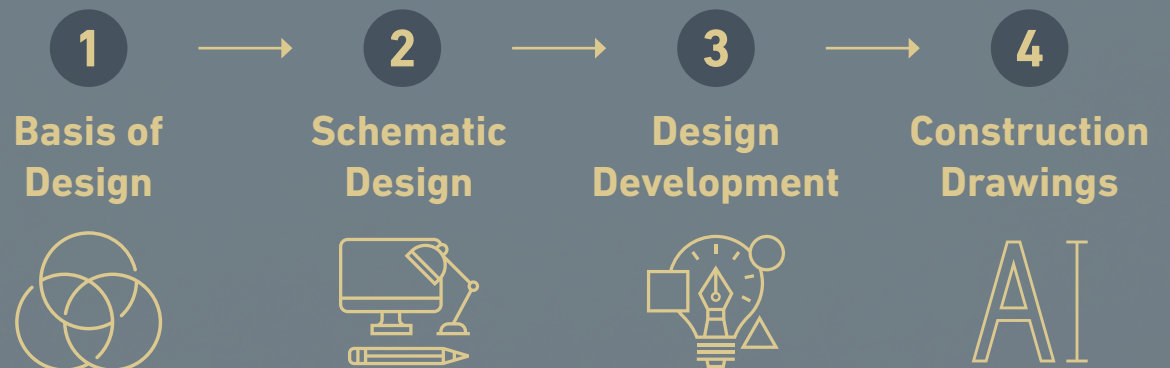 1
2
3
4
Basis of
Design
Schematic
Design
Design
Development
Construction
Drawings
A